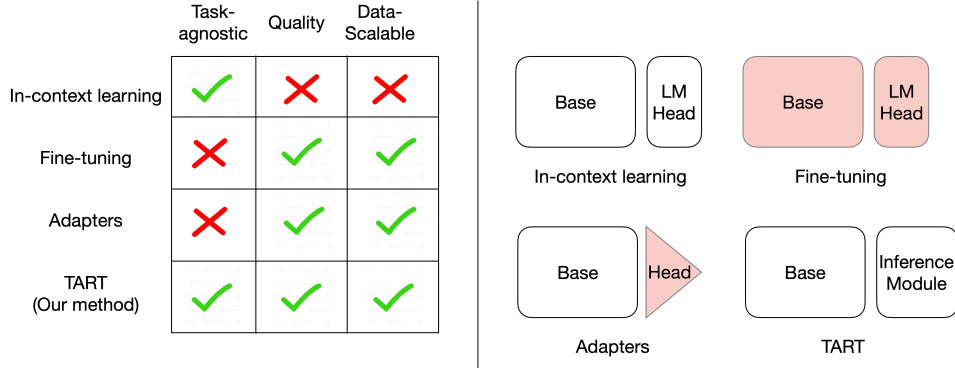 Task-
agnostic
Quality
Data-
Scalable
In-context learning
Fine-tuning
Adapters
TART
(Our method)
Base
LM
Head
In-context learning
Base
LM
Head
Fine-tuning
Base
Head
Adapters
Base
Inference
Module
TART